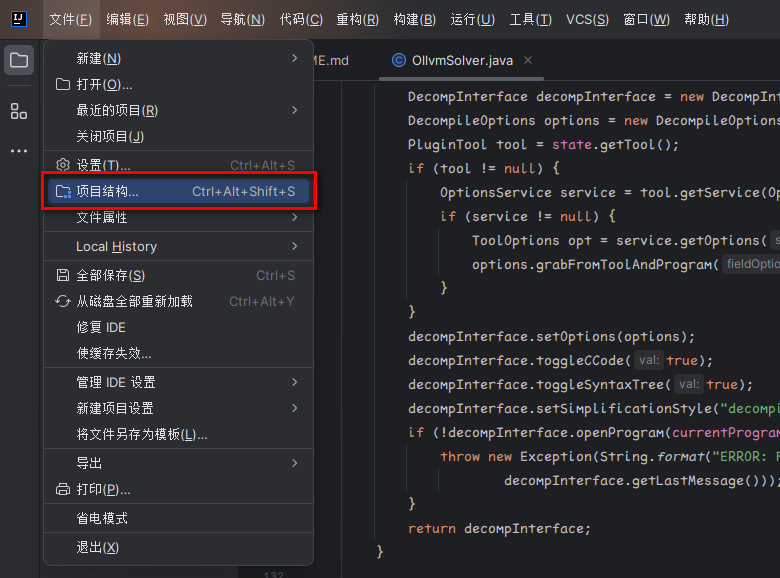 IJ 文件(F) 编辑(E) 视图(V) 导航(N) 代码(C) 重构(R) 构建(B) 运行(U) 工具(T) VCS(S) 窗口(W) 帮助(H)
ME.md OllvmSolver.java
新建(N)
打开(O)...
最近的项目(R)
关闭项目(J)
设置(T)... Ctrl+Alt+S
项目结构... Ctrl+Alt+Shift+S
文件属性
Local History
全部保存(S) Ctrl+S
从磁盘全部重新加载 Ctrl+Alt+Y
修复 IDE
使缓存失效...
管理 IDE 设置
新建项目设置
将文件另存为模板(L)...
导出
打印(P)...
省电模式
退出(X)
DecompInterface decompInterface = new DecompInt
DecompileOptions options = new DecompileOptions
PluginTool tool = state.getTool();
if (tool != null) {
OptionsService service = tool.getService(Op
if (service != null) {
ToolOptions opt = service.getOptions( s
options.grabFromToolAndProgram( fieldOptio
}
}
decompInterface.setOptions(options);
decompInterface.toggleCCode( val: true);
decompInterface.toggleSyntaxTree( val: true);
decompInterface.setSimplificationStyle("decompi
if (!decompInterface.openProgram(currentProgram
throw new Exception(String.format("ERROR: F
decompInterface.getLastMessage()));
}
return decompInterface;
}
132